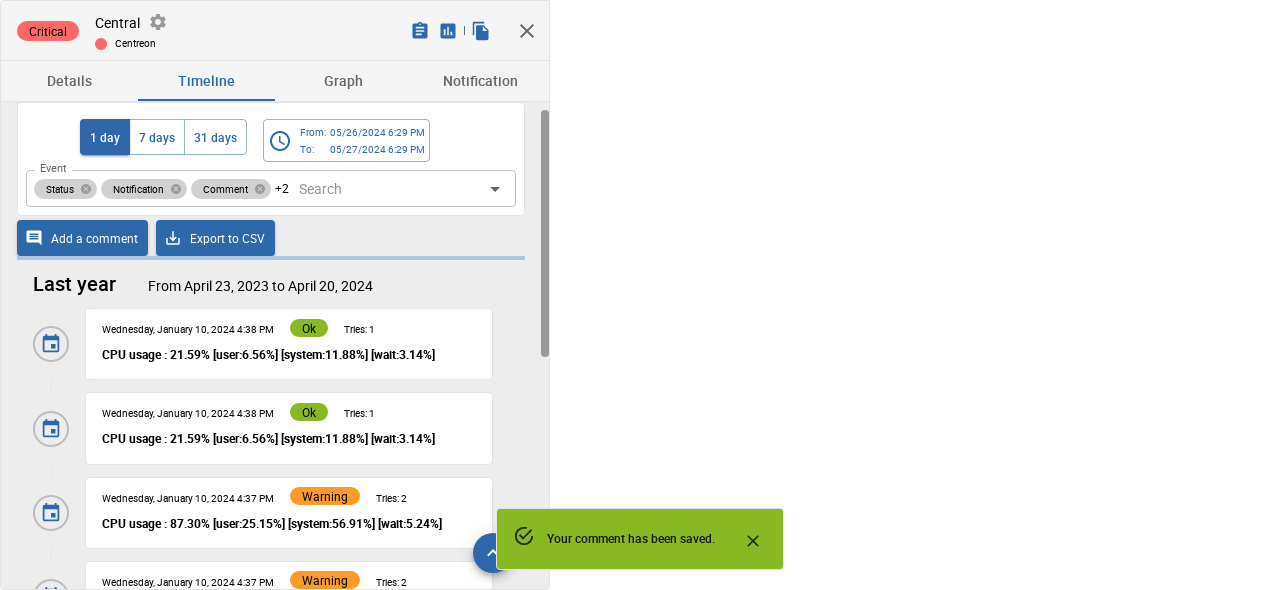 Critical
Central
Centreon
Details
Timeline
Graph
Notification
1 day
7 days
31 days
From: 05/26/2024 6:29 PM
To: 05/27/2024 6:29 PM
Event
Status
Notification
Comment
+2
Search
Add a comment
Export to CSV
Last year
From April 23, 2023 to April 20, 2024
Wednesday, January 10, 2024 4:38 PM Ok Tries: 1
CPU usage : 21.59% [user:6.56%] [system:11.88%] [wait:3.14%]
Wednesday, January 10, 2024 4:38 PM Ok Tries: 1
CPU usage : 21.59% [user:6.56%] [system:11.88%] [wait:3.14%]
Wednesday, January 10, 2024 4:37 PM Warning Tries: 2
CPU usage : 87.30% [user:25.15%] [system:56.91%] [wait:5.24%]
Your comment has been saved.
Wednesday, January 10, 2024 4:37 PM Warning Tries: 2